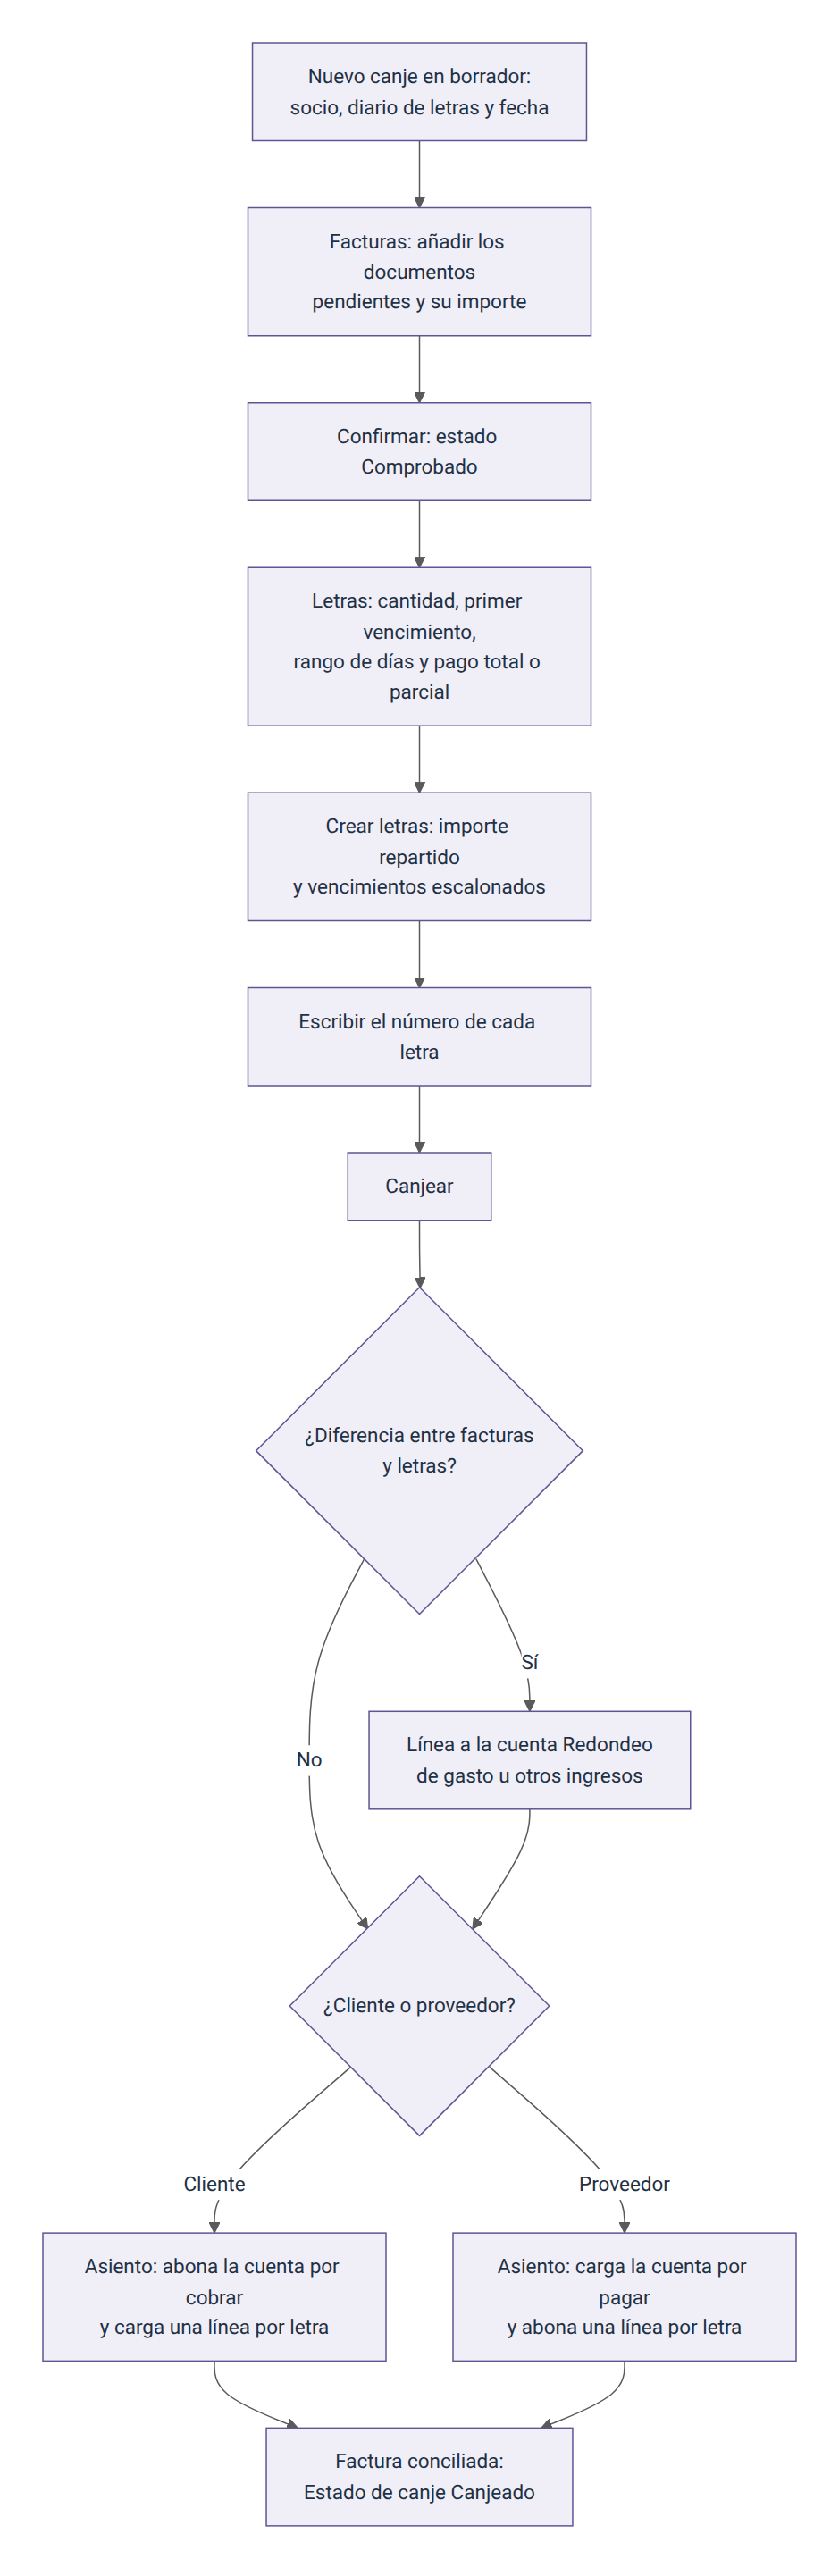 Nuevo canje en borrador:
socio, diario de letras y fecha
Facturas: añadir los
documentos
pendientes y su importe
Confirmar: estado
Comprobado
Letras: cantidad, primer
vencimiento,
rango de días y pago total o
parcial
Crear letras: importe
repartido
y vencimientos escalonados
Escribir el número de cada
letra
Canjear
¿Diferencia entre facturas
y letras?
Sí
No
Línea a la cuenta Redondeo
de gasto u otros ingresos
¿Cliente o proveedor?
Cliente
Proveedor
Asiento: abona la cuenta por
cobrar
y carga una línea por letra
Asiento: carga la cuenta por
pagar
y abona una línea por letra
Factura conciliada:
Estado de canje Canjeado